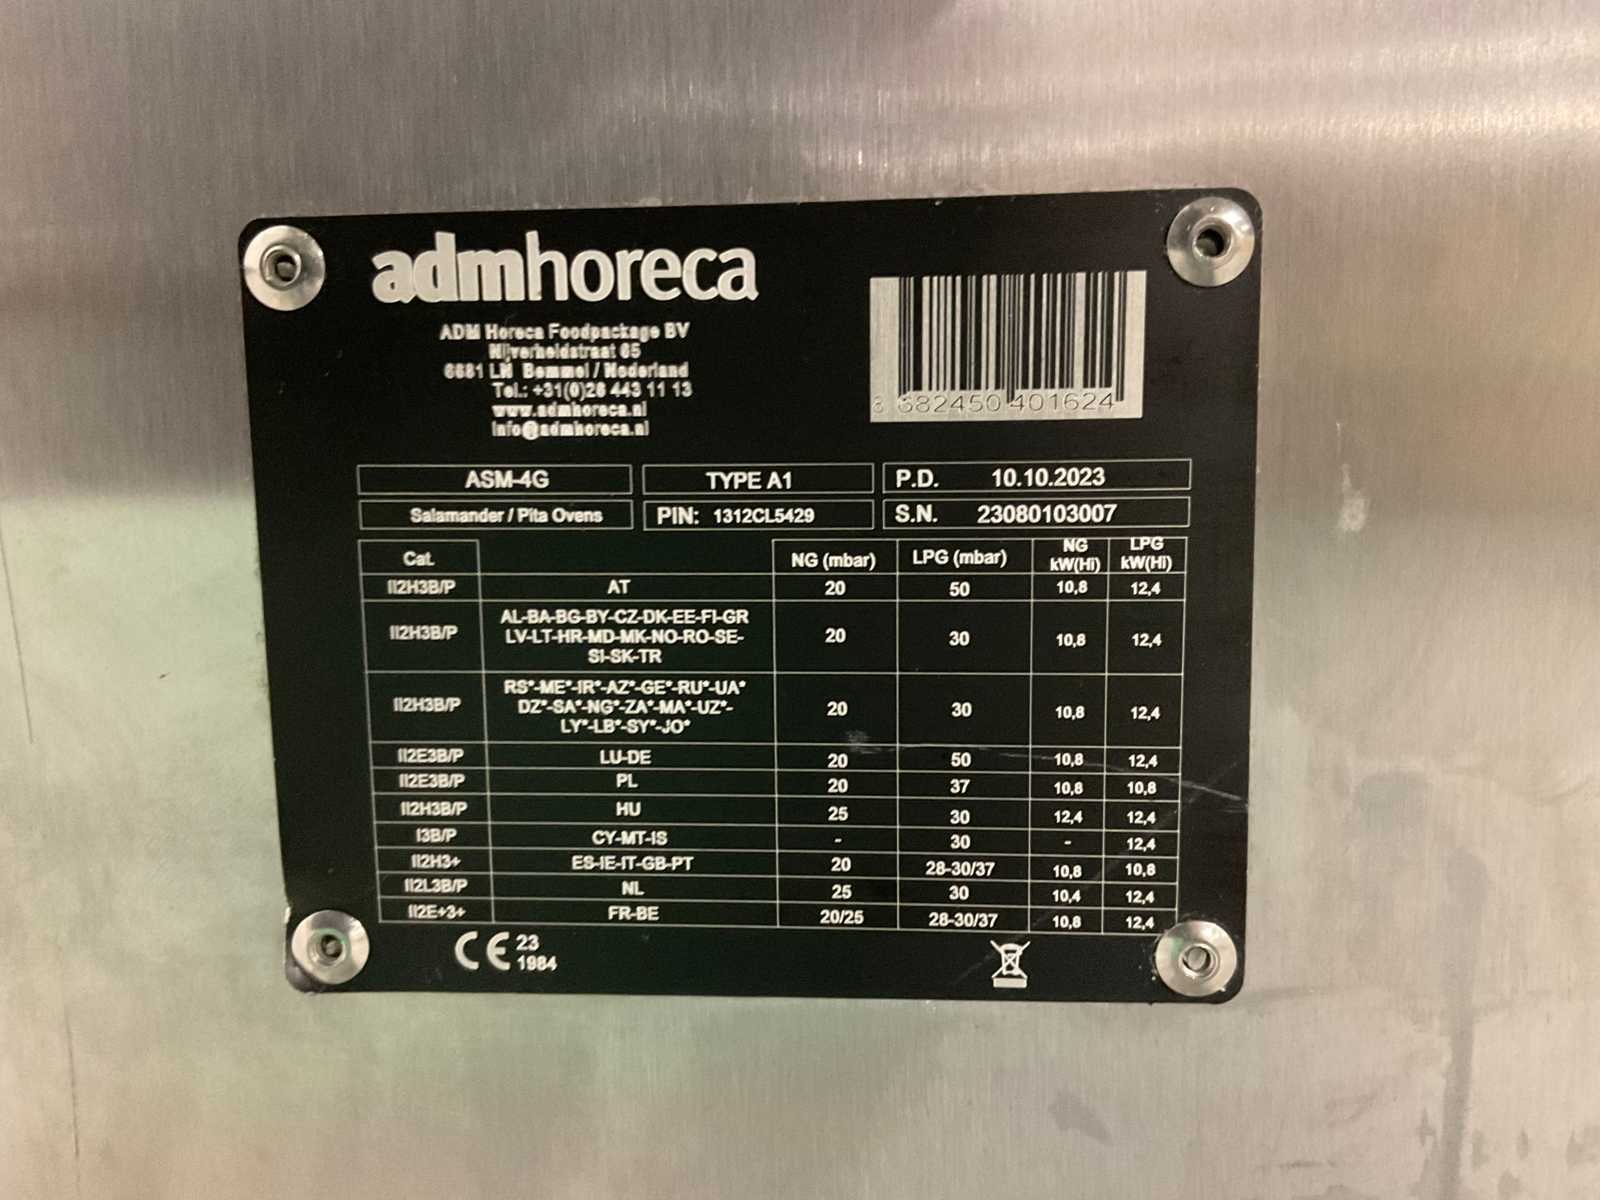 admhoreca
ADM Horeca Foodpackage BV
Nijverheidstraat 65
6681 LN Bemmel / Nederland
Tel.: +31(0)26 443 11 13
www.admhoreca.nl
info@admhoreca.nl
8 682450 401624
ASM-4G TYPE A1 P.D. 10.10.2023
Salamander / Pita Ovens PIN: 1312CL5429 S.N. 23080103007
Cat. NG (mbar) LPG (mbar) NG kW(Hi) LPG kW(Hi)
II2H3B/P AT 20 50 10,8 12,4
AL-BA-BG-BY-CZ-DK-EE-FI-GR
II2H3B/P LV-LT-HR-MD-MK-NO-RO-SE- 20 30 10,8 12,4
SI-SK-TR
RS*-ME*-IR*-AZ*-GE*-RU*-UA*
II2H3B/P DZ*-SA*-NG*-ZA*-MA*-UZ*- 20 30 10,8 12,4
LY*-LB*-SY*-JO*
II2E3B/P LU-DE 20 50 10,8 12,4
II2E3B/P PL 20 37 10,8 10,8
II2H3B/P HU 25 30 12,4 12,4
I3B/P CY-MT-IS - 30 - 12,4
II2H3+ ES-IE-IT-GB-PT 20 28-30/37 10,8 10,8
II2L3B/P NL 25 30 10,4 12,4
II2E+3+ FR-BE 20/25 28-30/37 10,8 12,4
CE 23
1984